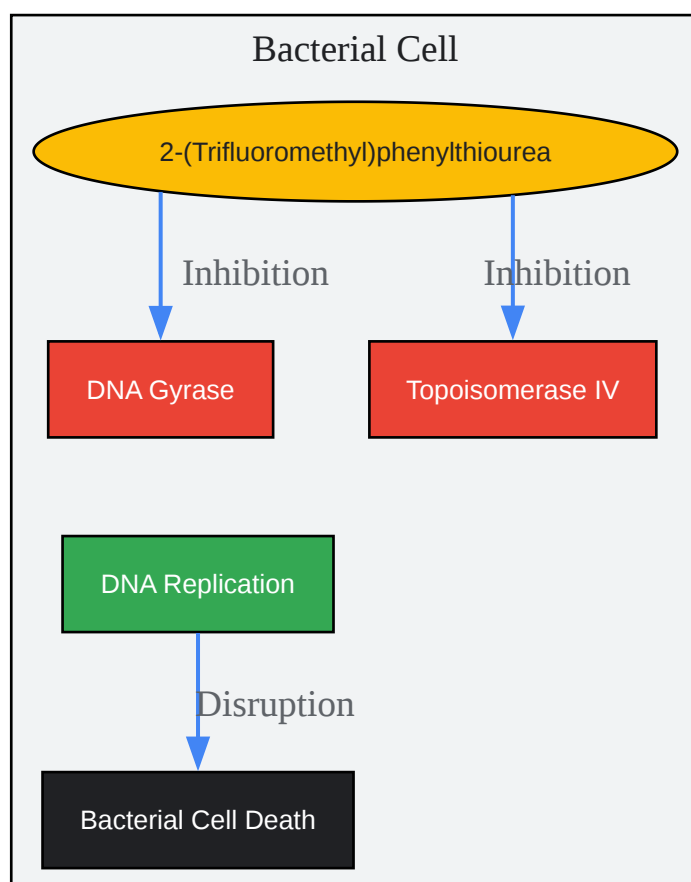 Bacterial Cell
2-(Trifluoromethyl)phenylthiourea
Inhibition
Inhibition
DNA Gyrase
Topoisomerase IV
DNA Replication
Disruption
Bacterial Cell Death